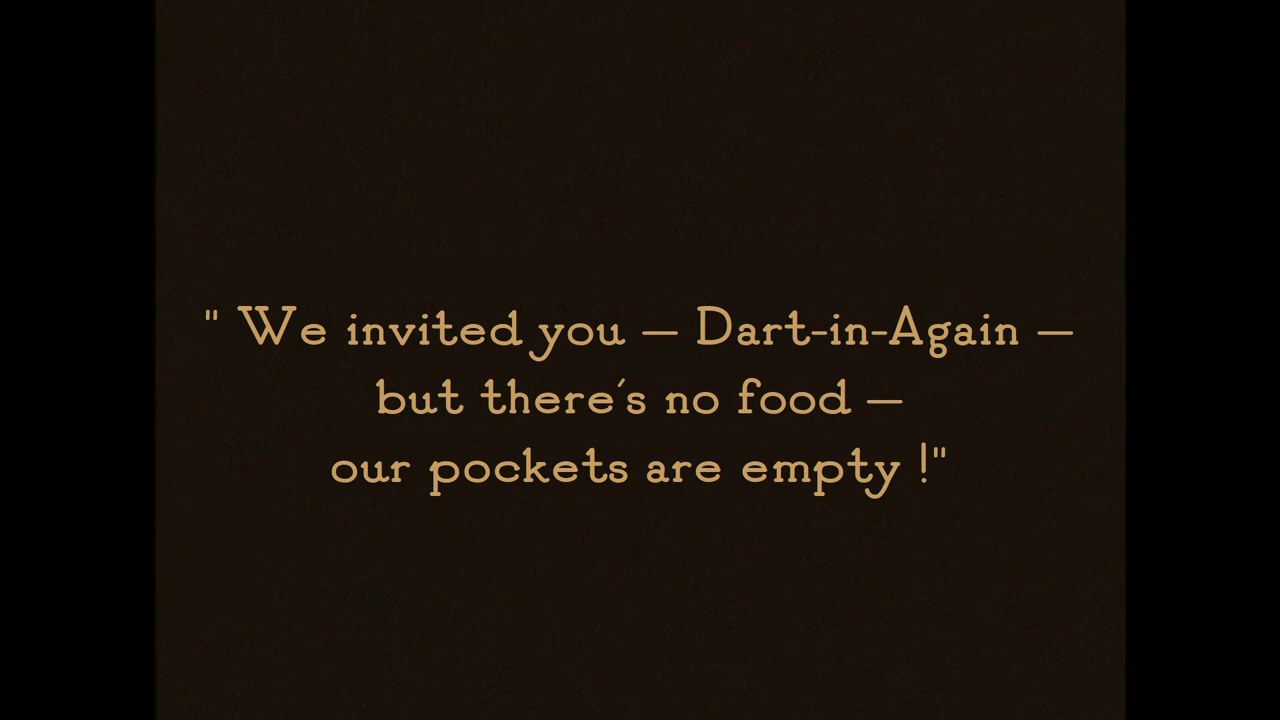 " We invited you — Dart-in-Again —
but there's no food —
our pockets are empty !"